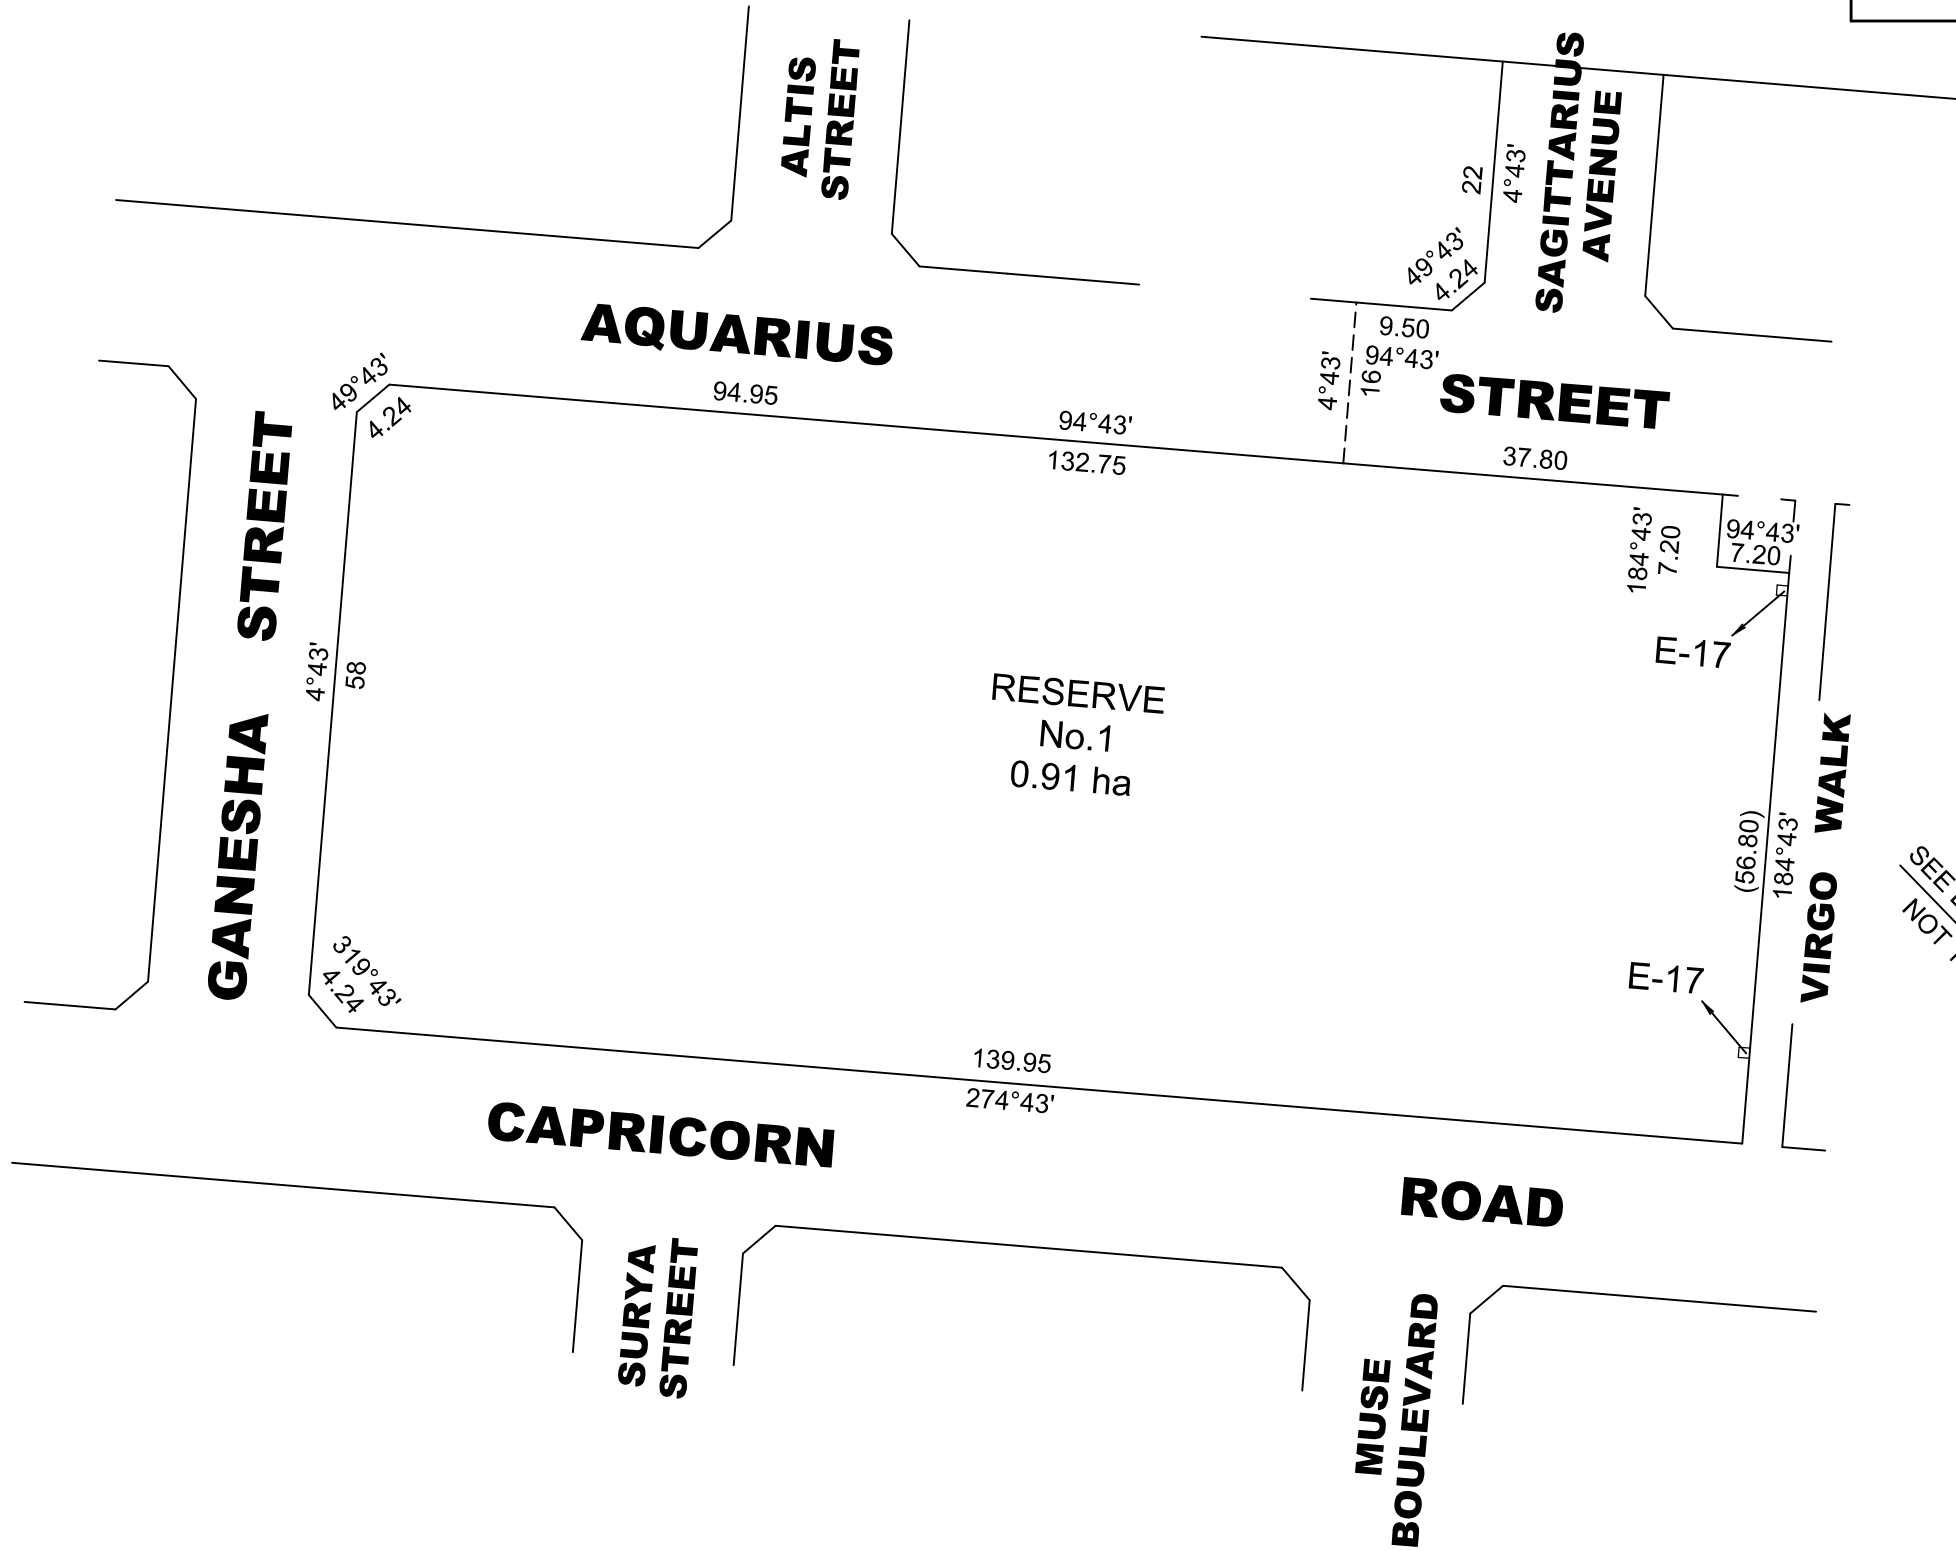 ALTIS
STREET
SAGITTARIUS
AVENUE
22
4°43'
49°43'
4.24
AQUARIUS
STREET
9.50
94°43'
4°43'
16
49°43'
4.24
94.95
94°43'
132.75
37.80
184°43'
7.20
94°43'
7.20
E-17
GANESHA STREET
4°43'
58
RESERVE
No.1
0.91 ha
VIRGO WALK
(56.80)
184°43'
SEE
NOT
E-17
319°43'
4.24
139.95
274°43'
CAPRICORN
ROAD
SURYA
STREET
MUSE
BOULEVARD